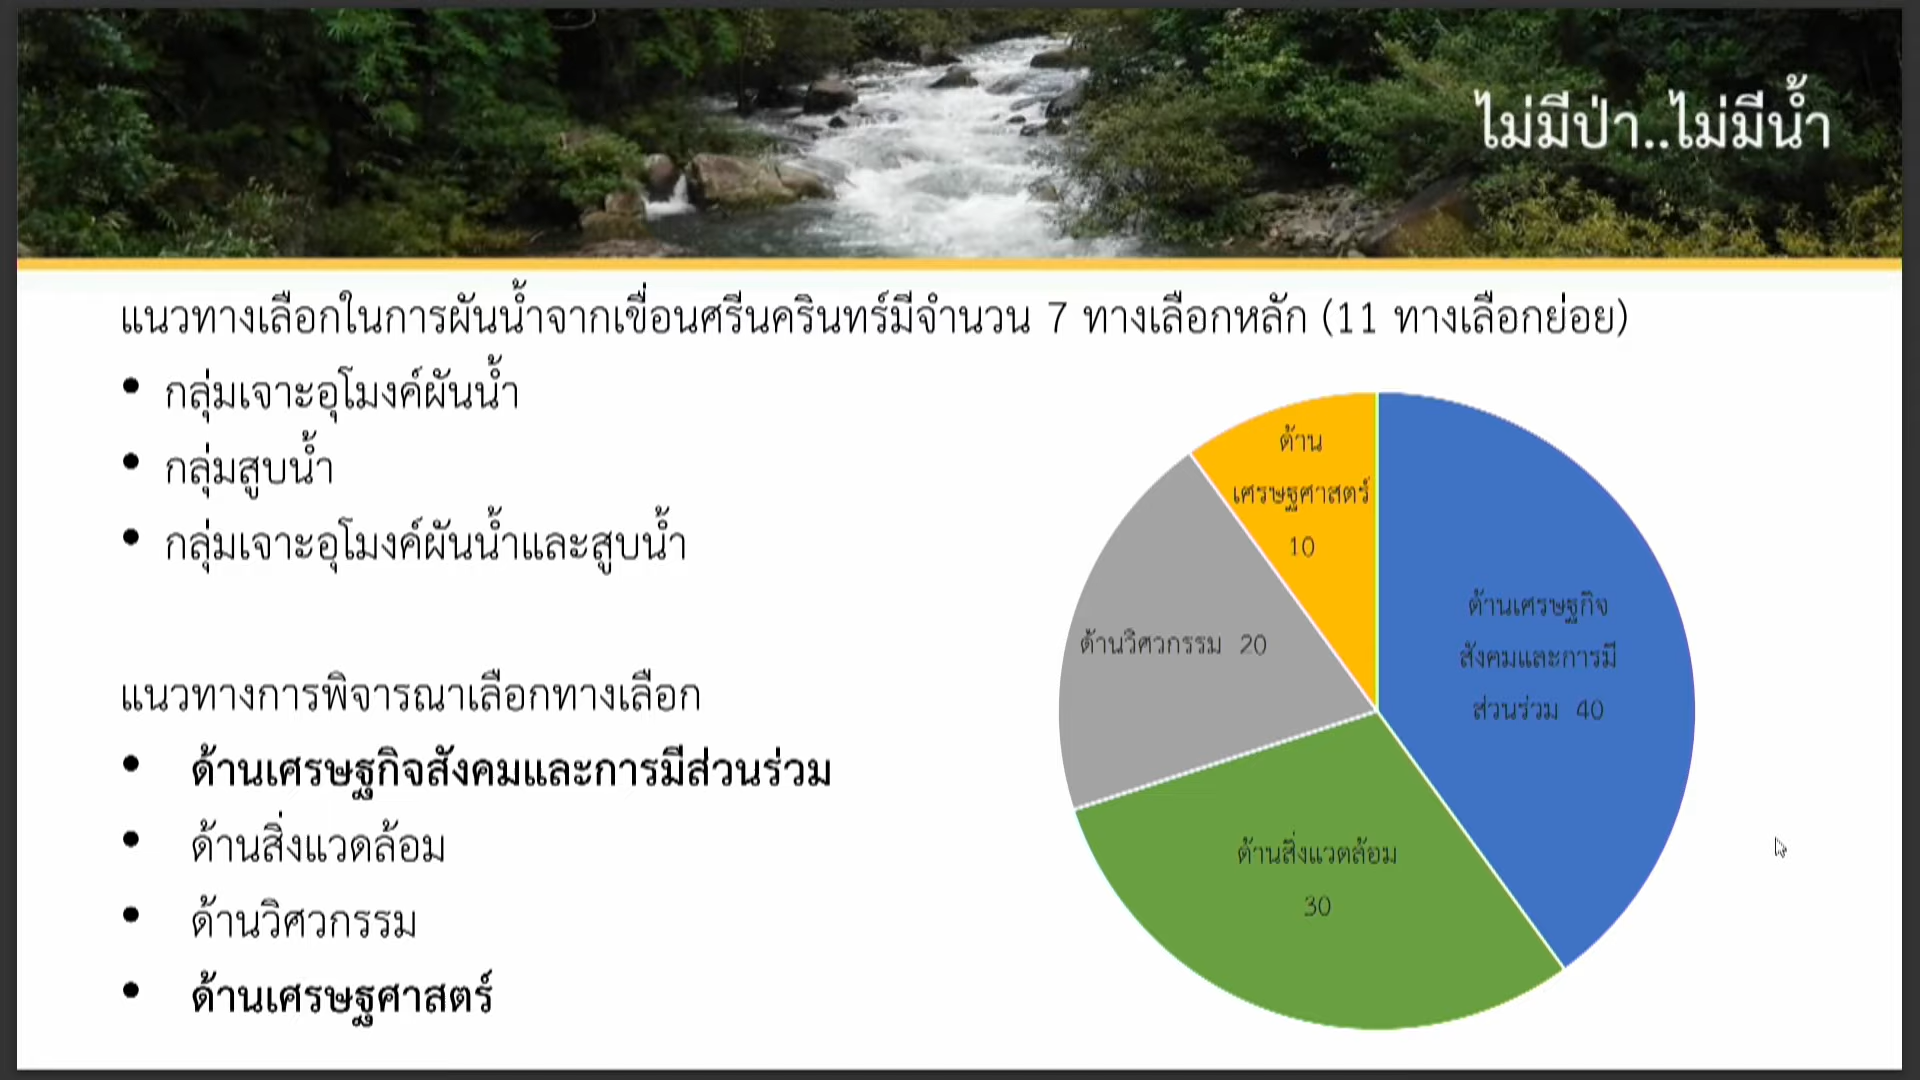 ไม่มีป่า..ไม่มีน้ำ
แนวทางเลือกในการผันน้ำจากเขื่อนศรีนครินทร์มีจำนวน 7 ทางเลือกหลัก (11 ทางเลือกย่อย)
• กลุ่มเจาะอุโมงค์ผันน้ำ
• กลุ่มสูบน้ำ
• กลุ่มเจาะอุโมงค์ผันน้ำและสูบน้ำ
แนวทางการพิจารณาเลือกทางเลือก
• ด้านเศรษฐกิจสังคมและการมีส่วนร่วม
• ด้านสิ่งแวดล้อม
• ด้านวิศวกรรม
• ด้านเศรษฐศาสตร์
ด้าน
เศรษฐศาสตร์
10
ด้านเศรษฐกิจ
สังคมและการมี
ส่วนร่วม 40
ด้านวิศวกรรม 20
ด้านสิ่งแวดล้อม
30